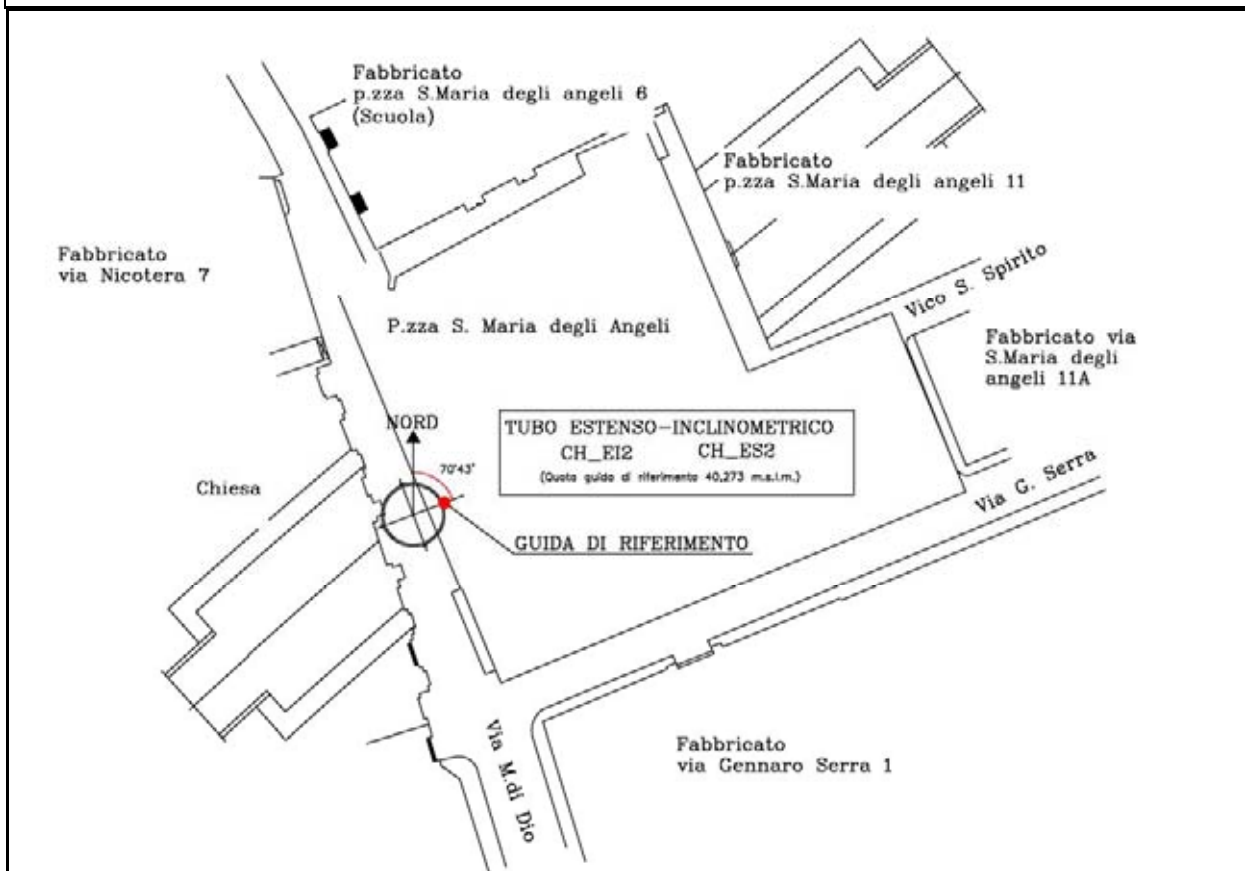 Fabbricato
p.zza S.Maria degli angeli 6
(Scuola)
Fabbricato
p.zza S.Maria degli angeli 11
Fabbricato
via Nicotera 7
Vico S. Spirito
P.zza S. Maria degli Angeli
Fabbricato via
S.Maria degli
angeli 11A
NORD
70°43'
TUBO ESTENSO-INCLINOMETRICO
CH_EI2 CH_ES2
(Quota guida di riferimento 40,273 m.s.l.m.)
Chiesa
Via G. Serra
GUIDA DI RIFERIMENTO
Via M.di Dio
Fabbricato
via Gennaro Serra 1